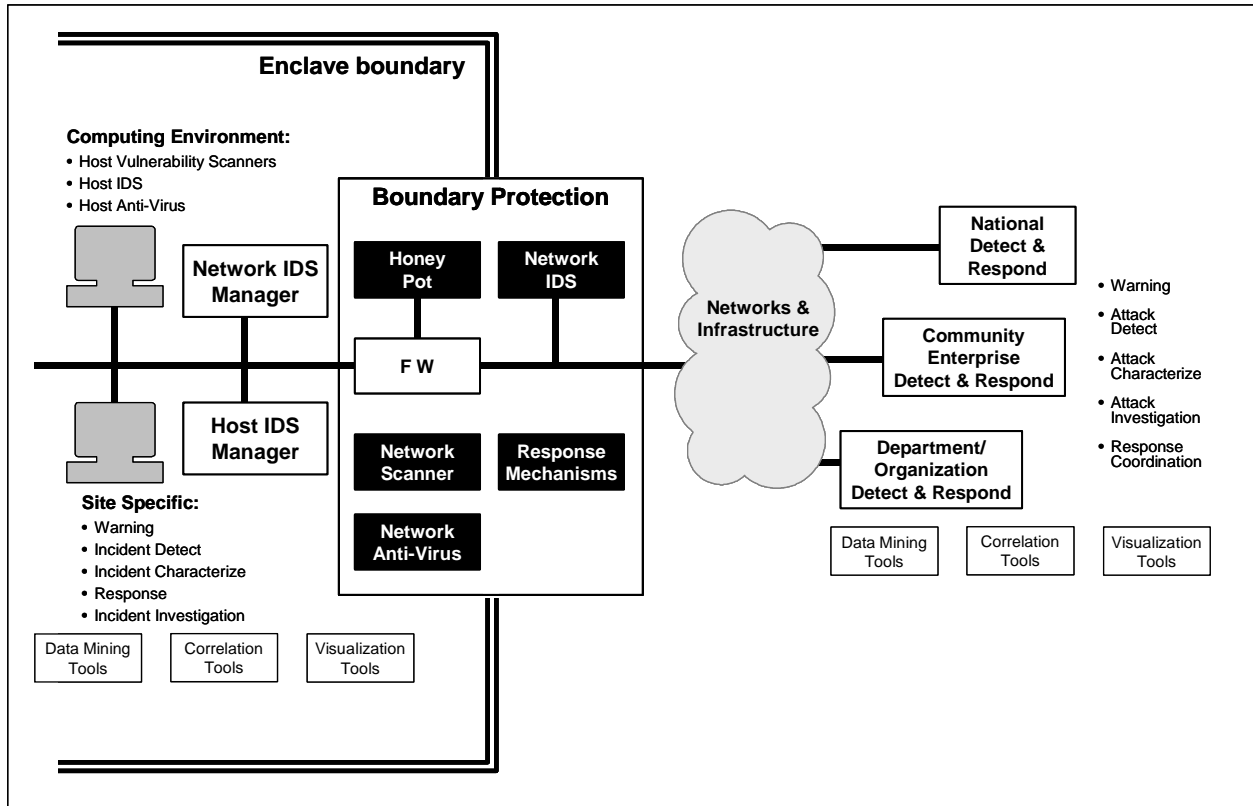 Enclave boundary
Computing Environment:
• Host Vulnerability Scanners
• Host IDS
• Host Anti-Virus
Network IDS
Manager
Host IDS
Manager
Site Specific:
• Warning
• Incident Detect
• Incident Characterize
• Response
• Incident Investigation
Data Mining
Tools
Correlation
Tools
Visualization
Tools
Boundary Protection
Honey
Pot
Network
IDS
F W
Network
Scanner
Response
Mechanisms
Network
Anti-Virus
Networks &
Infrastructure
National
Detect &
Respond
Community
Enterprise
Detect & Respond
Department/
Organization
Detect & Respond
• Warning
• Attack
Detect
• Attack
Characterize
• Attack
Investigation
• Response
Coordination
Data Mining
Tools
Correlation
Tools
Visualization
Tools